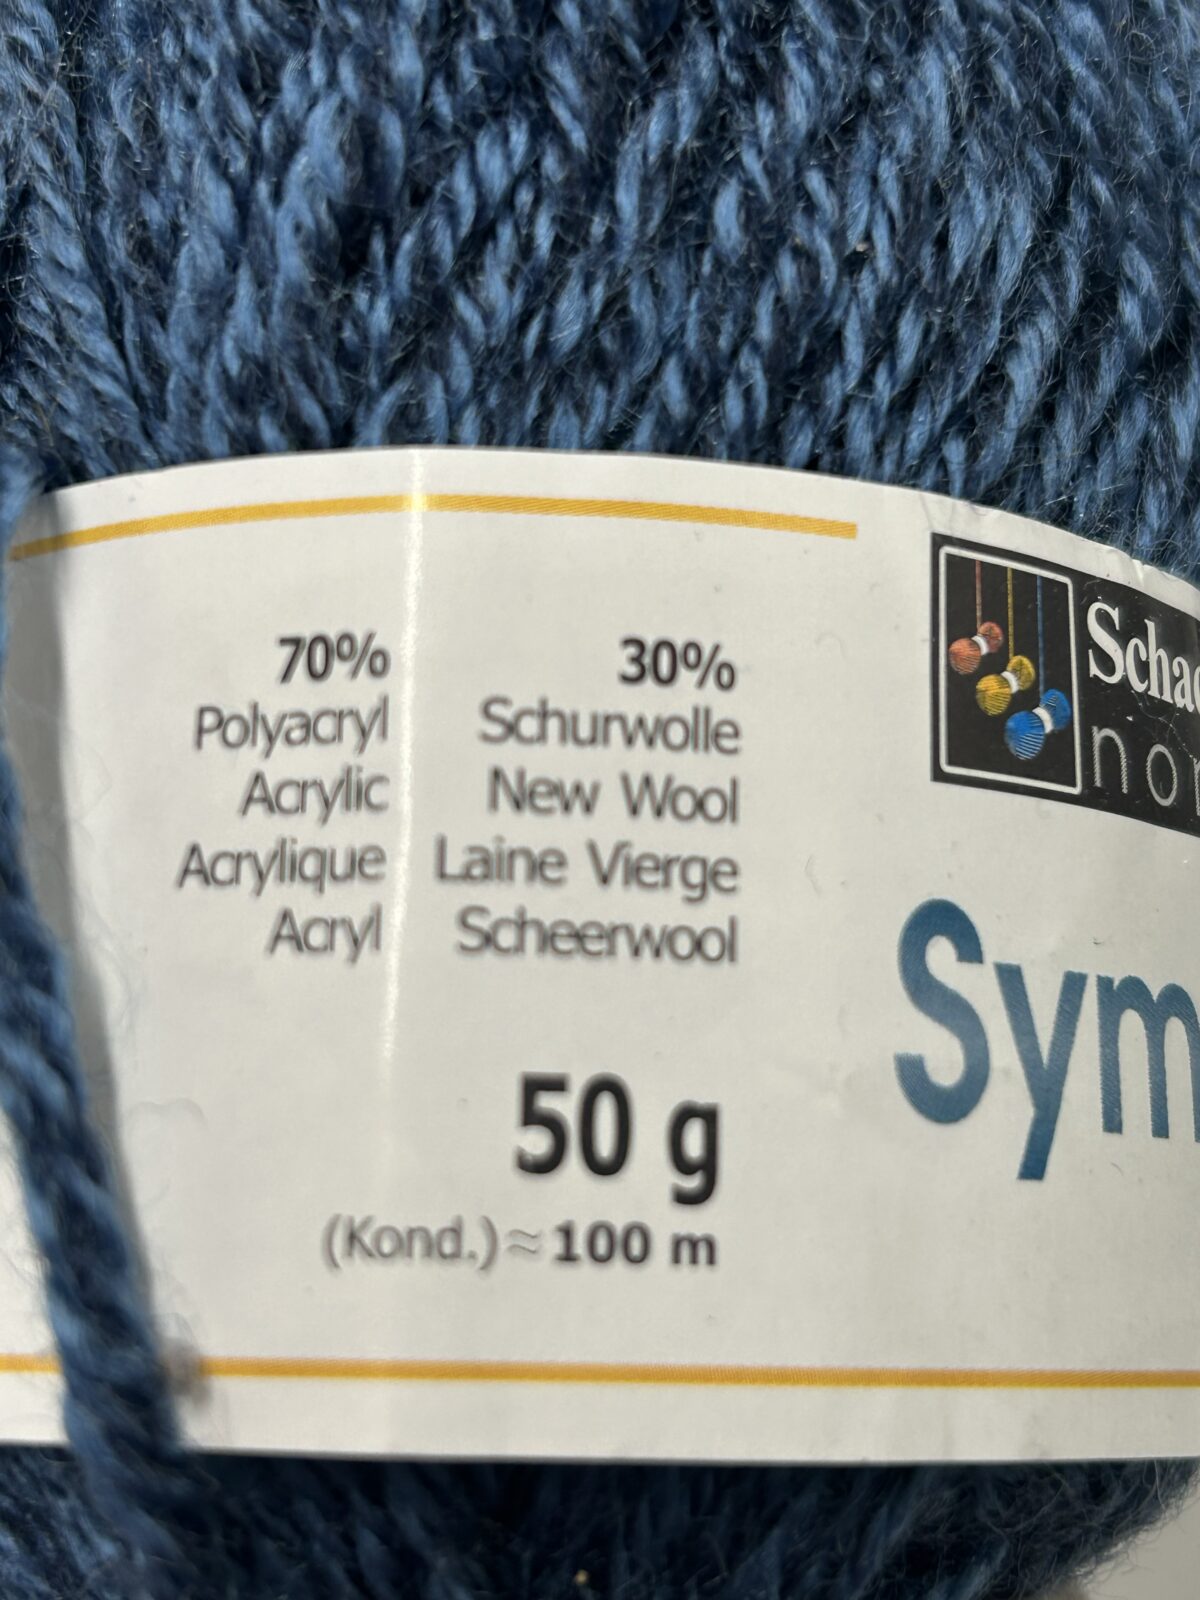 70%
Polyacryl
Acrylic
Acrylique
Acryl
30%
Schurwolle
New Wool
Laine Vierge
Scheerwool
50 g
(Kond.) ≈ 100 m